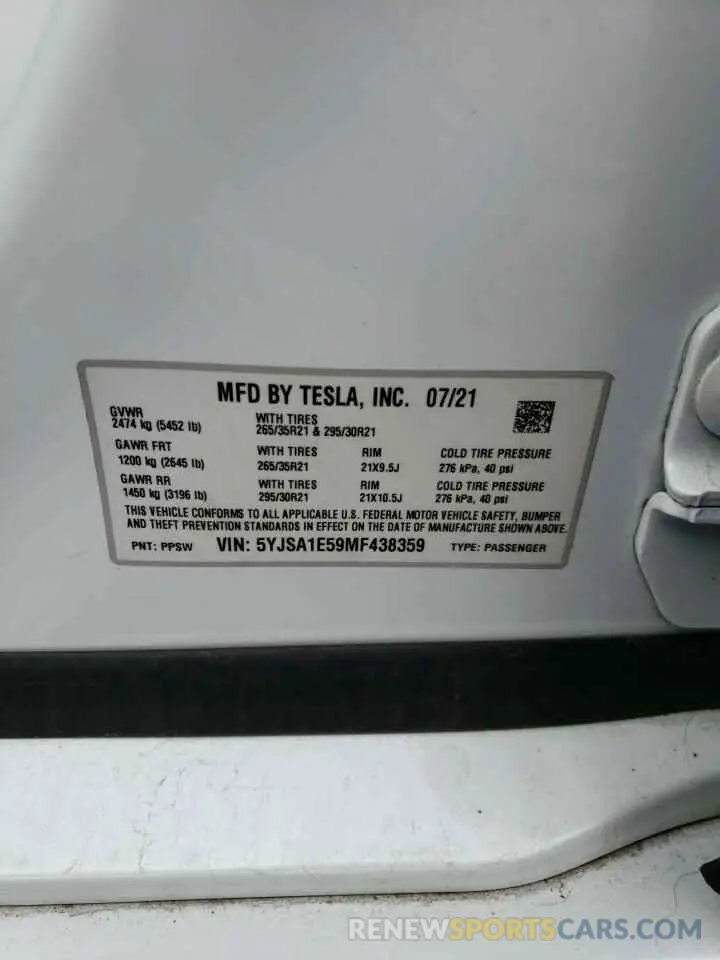 MFD BY TESLA, INC. 07/21
GVWR
2474 kg (5452 lb)
WITH TIRES
265/35R21 & 295/30R21
GAWR FRT
1200 kg (2645 lb)
WITH TIRES
265/35R21
RIM
21X9.5J
COLD TIRE PRESSURE
276 kPa, 40 psi
GAWR RR
1450 kg (3196 lb)
WITH TIRES
295/30R21
RIM
21X10.5J
COLD TIRE PRESSURE
276 kPa, 40 psi
THIS VEHICLE CONFORMS TO ALL APPLICABLE U.S. FEDERAL MOTOR VEHICLE SAFETY, BUMPER
AND THEFT PREVENTION STANDARDS IN EFFECT ON THE DATE OF MANUFACTURE SHOWN ABOVE.
PNT: PPSW VIN: 5YJSA1E59MF438359 TYPE: PASSENGER
RENEWSPORTSCARS.COM